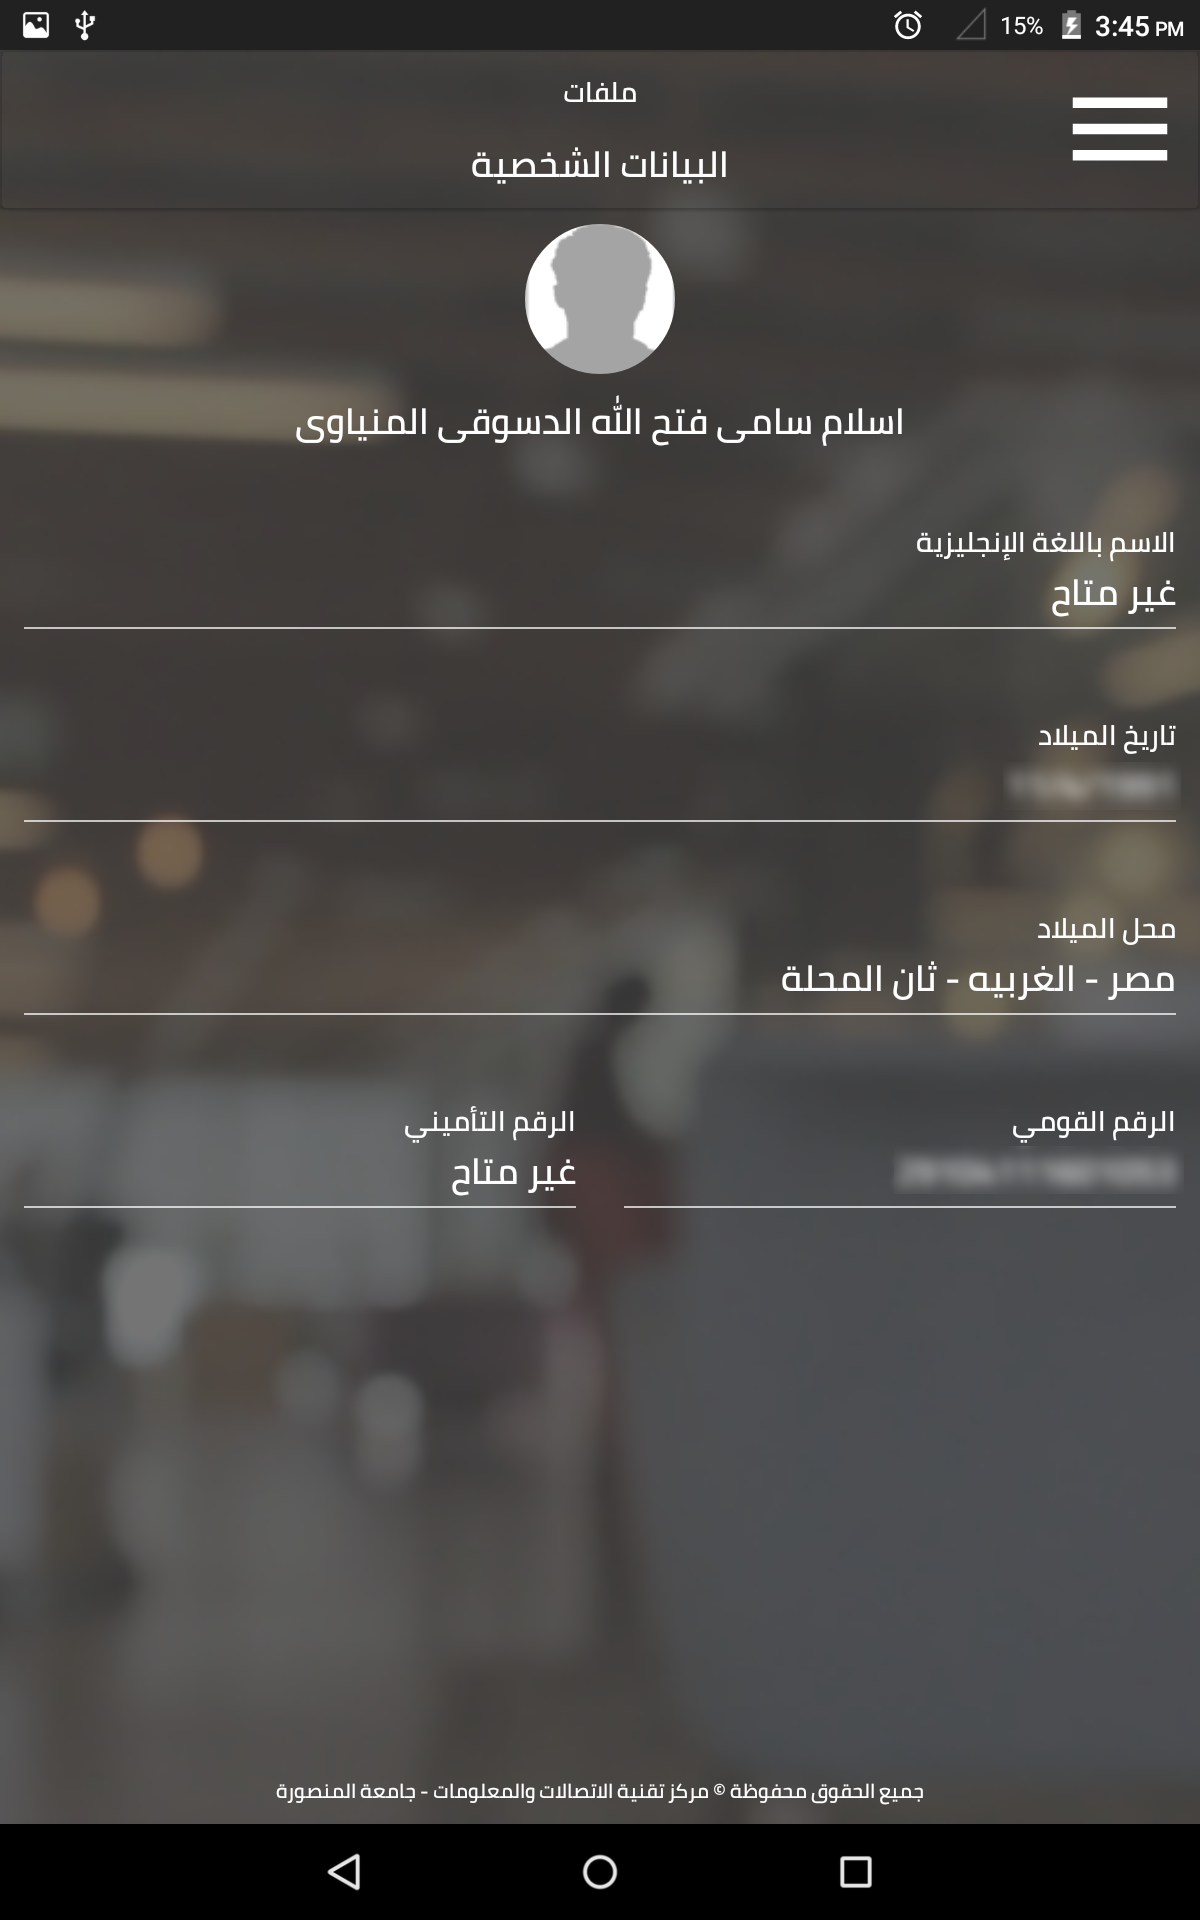 15% 3:45 PM
ملفات
البيانات الشخصية
اسلام سامى فتح الله الدسوقى المنياوى
الاسم باللغة الإنجليزية
غير متاح
تاريخ الميلاد
محل الميلاد
مصر - الغربيه - ثان المحلة
الرقم القومي
الرقم التأميني
غير متاح
جميع الحقوق محفوظة © مركز تقنية الاتصالات والمعلومات - جامعة المنصورة